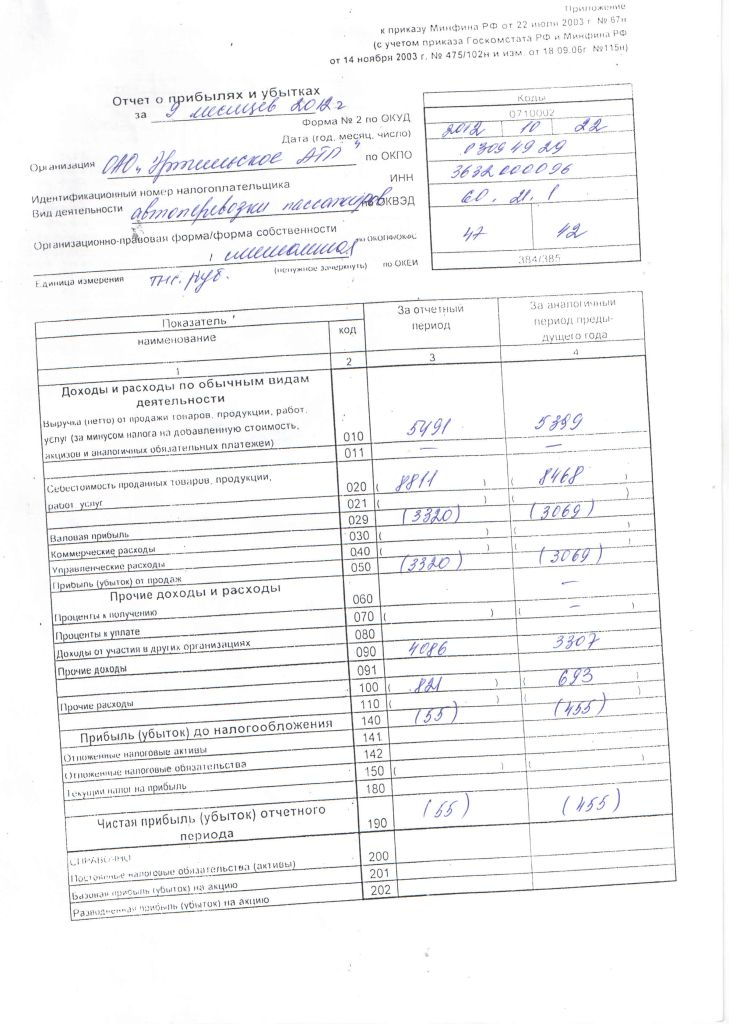 Приложение
к приказу Минфина РФ от 22 июля 2003 г. № 67н
(с учетом приказа Госкомстата РФ и Минфина РФ
от 14 ноября 2003 г. № 475/102н и изм. от 18.09.06г №115н)
Отчет о прибылях и убытках
за 9 месяцев 2012 г
Коды
Форма № 2 по ОКУД 0710002
Дата (год, месяц, число) 2012 10 22
Организация ОАО "Эртильское АТП" по ОКПО 03094929
Идентификационный номер налогоплательщика ИНН 3632000096
Вид деятельности автоперевозки пассажиров по ОКВЭД 60.21.1
Организационно-правовая форма/форма собственности
/ смешанная по ОКОПФ/ОКФС 47 42
Единица измерения тыс. руб. (ненужное зачеркнуть) по ОКЕИ 384/385
Показатель За отчетный период За аналогичный период преды-дущего года
наименование код
1 2 3 4
Доходы и расходы по обычным видам
деятельности
Выручка (нетто) от продажи товаров, продукции, работ,
услуг (за минусом налога на добавленную стоимость,
акцизов и аналогичных обязательных платежей) 010 5491 5399
011 — —
Себестоимость проданных товаров, продукции,
работ, услуг 020 ( 8811 ) ( 8468 )
021 ( ) ( )
Валовая прибыль 029 (3320) (3069)
Коммерческие расходы 030 ( ) ( )
Управленческие расходы 040 ( ) ( )
Прибыль (убыток) от продаж 050 (3320) (3069)
Прочие доходы и расходы
Проценты к получению 060 —
Проценты к уплате 070 ( ) ( — )
Доходы от участия в других организациях 080
Прочие доходы 090 4086 3307
091
Прочие расходы 100 ( 821 ) ( 693 )
110 ( ) ( )
Прибыль (убыток) до налогообложения 140 (55) (455)
Отложенные налоговые активы 141
Отложенные налоговые обязательства 142
Текущий налог на прибыль 150 ( ) ( )
180
Чистая прибыль (убыток) отчетного
периода 190 (55) (455)
СПРАВОЧНО
Постоянные налоговые обязательства (активы) 200
Базовая прибыль (убыток) на акцию 201
Разводненная прибыль (убыток) на акцию 202